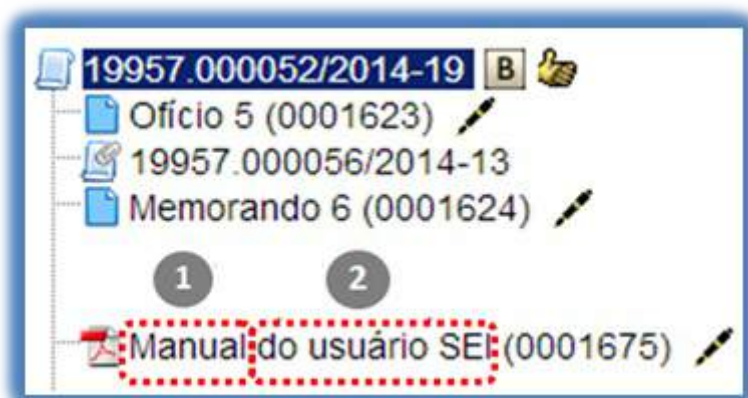 19957.000052/2014-19 B
Ofício 5 (0001623)
19957.000056/2014-13
Memorando 6 (0001624)
1 2
Manual do usuário SEI (0001675)